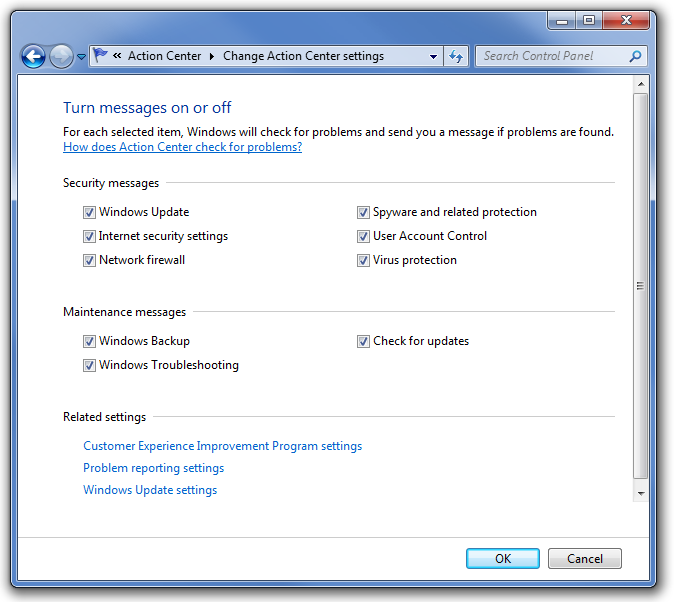 « Action Center ▸ Change Action Center settings
Search Control Panel
Turn messages on or off
For each selected item, Windows will check for problems and send you a message if problems are found.
How does Action Center check for problems?
Security messages
Windows Update
Spyware and related protection
Internet security settings
User Account Control
Network firewall
Virus protection
Maintenance messages
Windows Backup
Check for updates
Windows Troubleshooting
Related settings
Customer Experience Improvement Program settings
Problem reporting settings
Windows Update settings
OK
Cancel